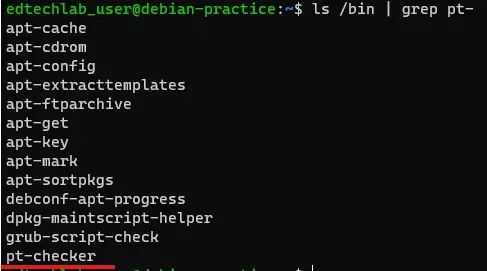 edtechlab_user@debian-practice:~$ ls /bin | grep pt-
apt-cache
apt-cdrom
apt-config
apt-extracttemplates
apt-ftparchive
apt-get
apt-key
apt-mark
apt-sortpkgs
debconf-apt-progress
dpkg-maintscript-helper
grub-script-check
pt-checker